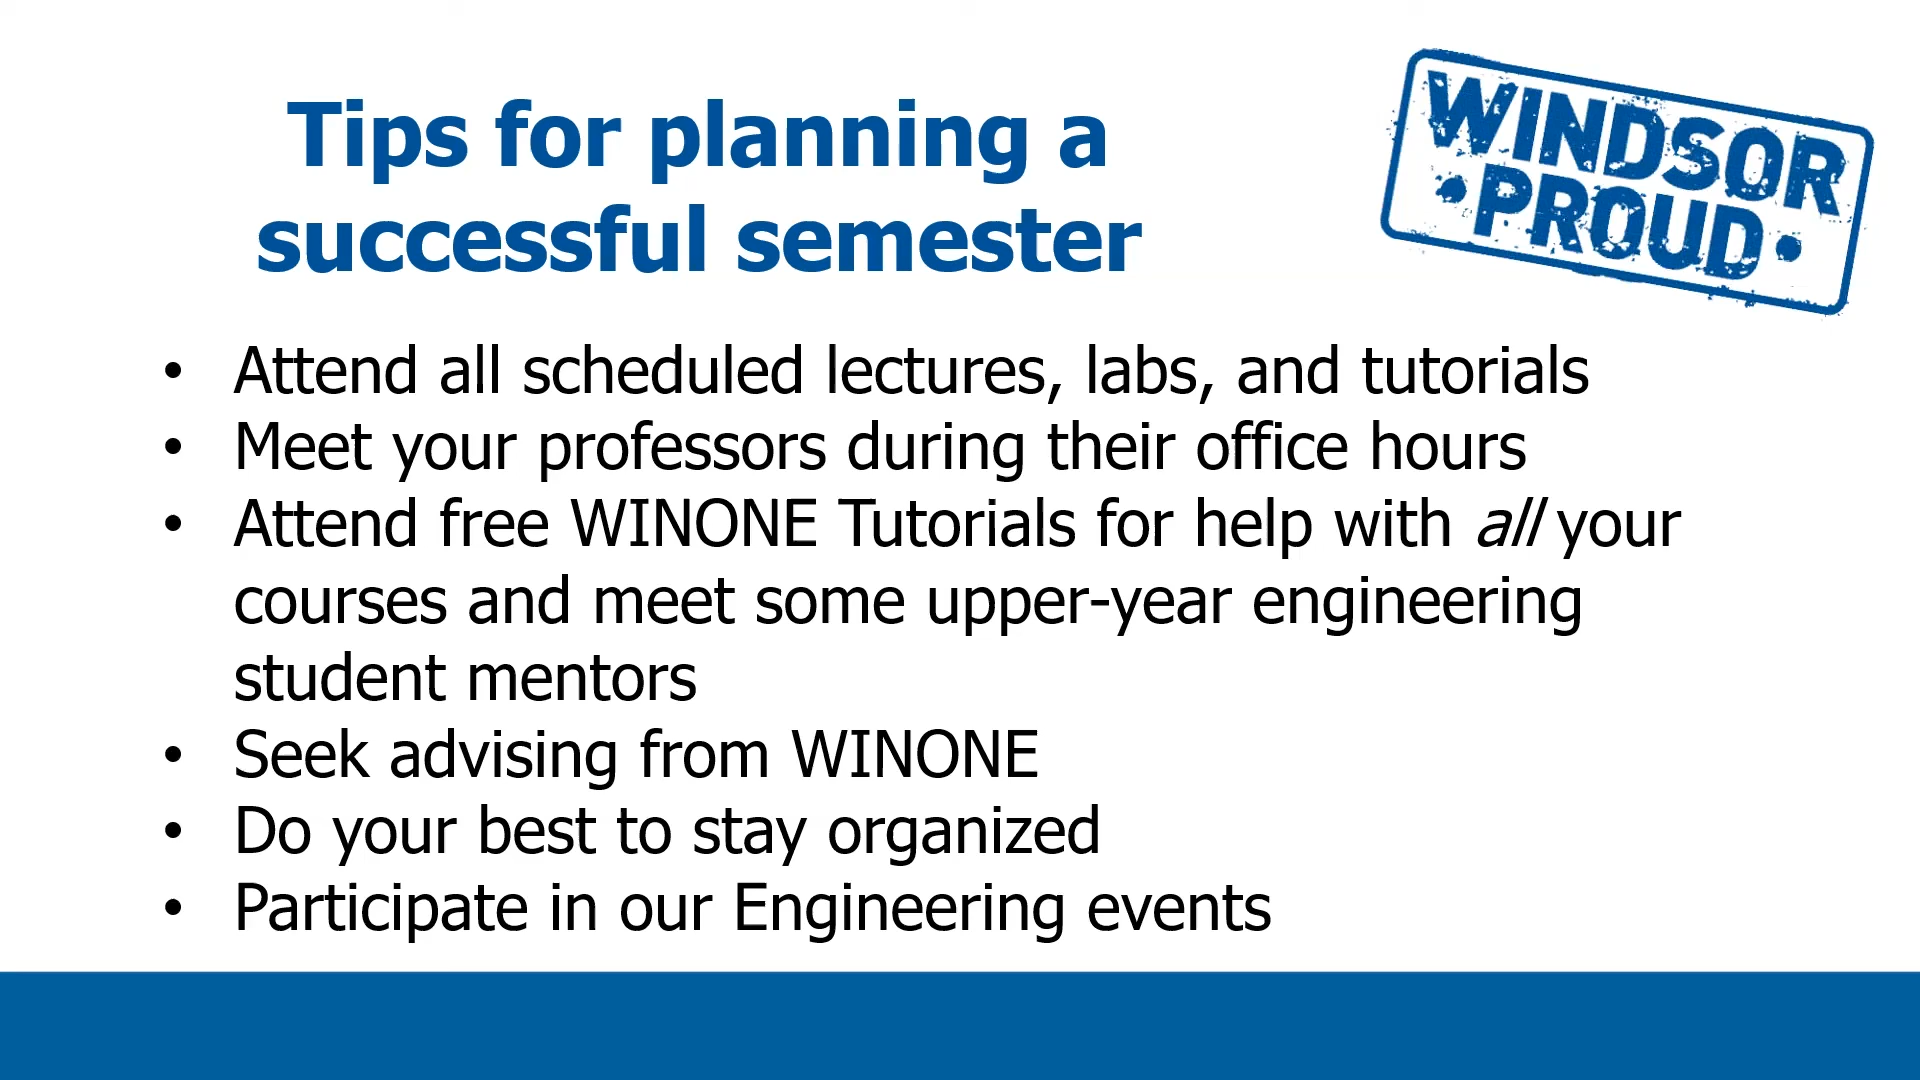 Tips for planning a
successful semester
WINDSOR
• PROUD •
• Attend all scheduled lectures, labs, and tutorials
• Meet your professors during their office hours
• Attend free WINONE Tutorials for help with all your
courses and meet some upper-year engineering
student mentors
• Seek advising from WINONE
• Do your best to stay organized
• Participate in our Engineering events